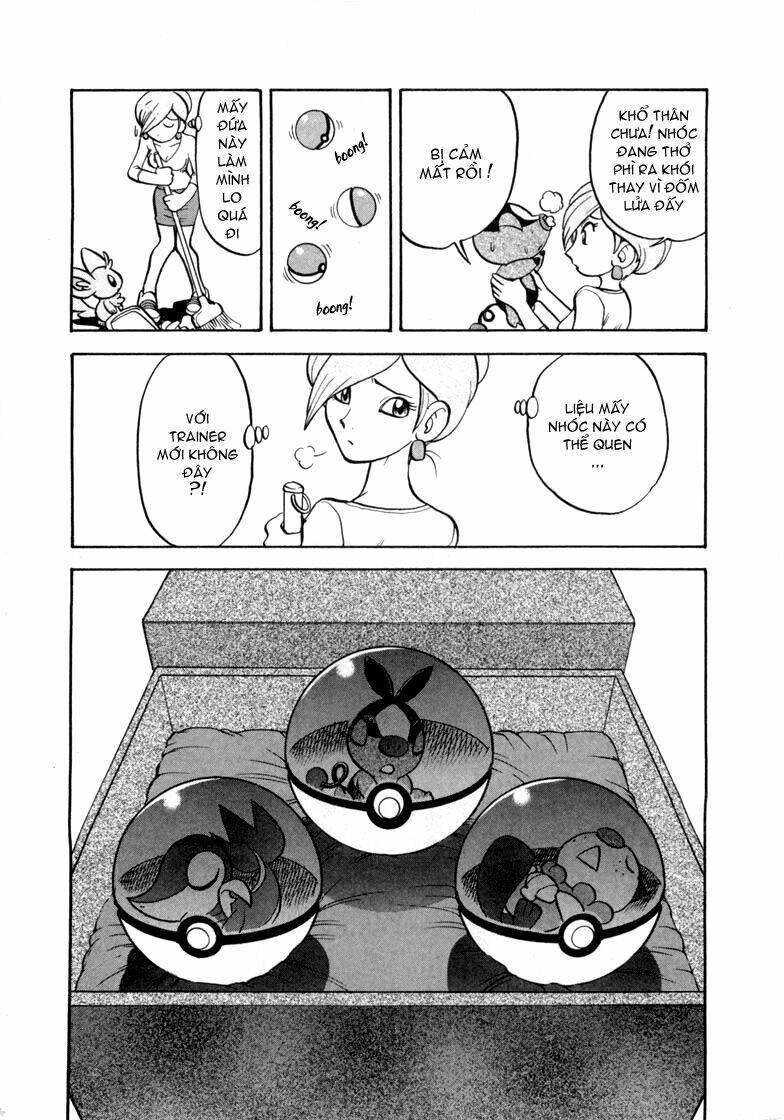 KHỔ THÂN
CHƯA! NHÓC
ĐANG THỞ
PHÌ RA KHÓI
THAY VÌ ĐỐM
LỬA ĐẤY
BỊ CẢM
MẤT RỒI !
boong!
boong!
boong!
MẤY
ĐỨA
NÀY LÀM
MÌNH
LO
QUÁ
ĐI
LIỆU MẤY
NHÓC NÀY CÓ
THỂ QUEN
...
VỚI
TRAINER
MỚI KHÔNG
ĐÂY
?!